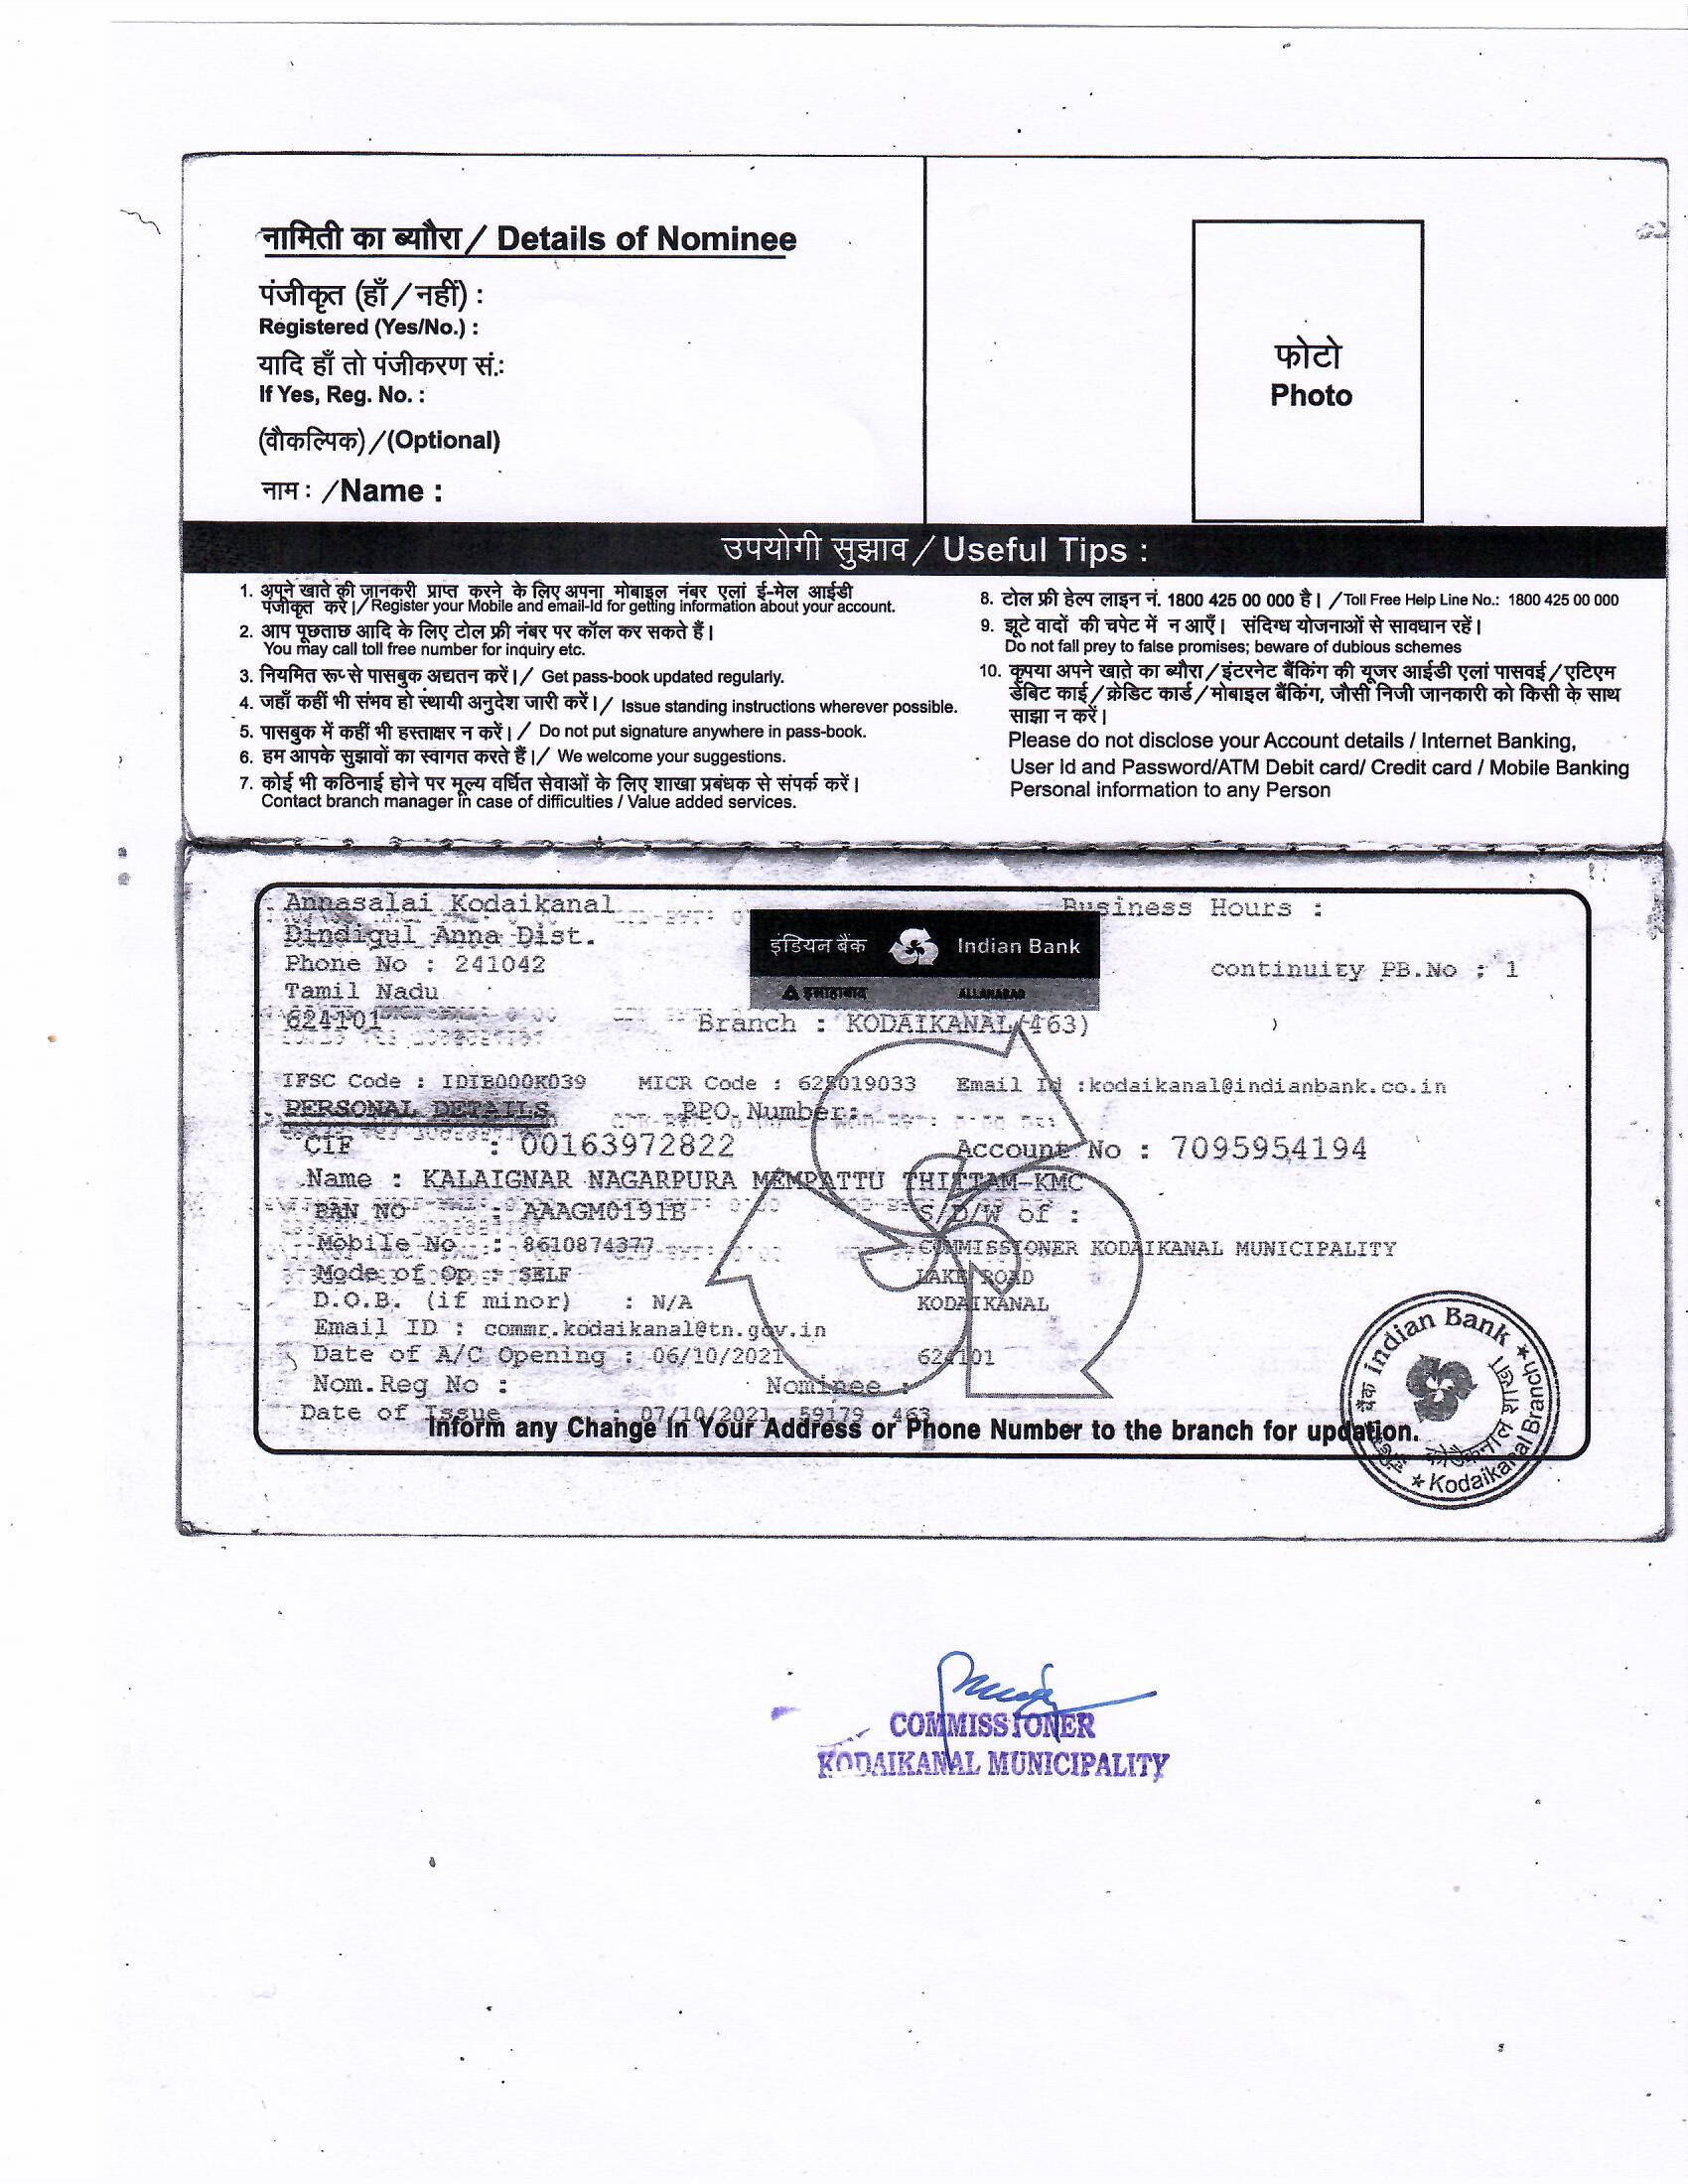 नामिती का ब्यौरा / Details of Nominee
पंजीकृत (हाँ / नहीं) :
Registered (Yes/No.) :
यादि हाँ तो पंजीकरण सं.:
If Yes, Reg. No. :
(वैकल्पिक) / (Optional)
नाम : / Name :
फोटो
Photo
उपयोगी सुझाव / Useful Tips :
1. अपने खाते की जानकारी प्राप्त करने के लिए अपना मोबाइल नंबर एलां ई-मेल आईडी
पंजीकृत करें। / Register your Mobile and email-Id for getting information about your account.
2. आप पूछताछ आदि के लिए टोल फ्री नंबर पर कॉल कर सकते हैं।
You may call toll free number for inquiry etc.
3. नियमित रूप से पासबुक अद्यतन करें। / Get pass-book updated regularly.
4. जहाँ कहीं भी संभव हो स्थायी अनुदेश जारी करें। / Issue standing instructions wherever possible.
5. पासबुक में कहीं भी हस्ताक्षर न करें। / Do not put signature anywhere in pass-book.
6. हम आपके सुझावों का स्वागत करते हैं। / We welcome your suggestions.
7. कोई भी कठिनाई होने पर मूल्य वर्धित सेवाओं के लिए शाखा प्रबंधक से संपर्क करें।
Contact branch manager in case of difficulties / Value added services.
8. टोल फ्री हेल्प लाइन नं. 1800 425 00 000 है। / Toll Free Help Line No.: 1800 425 00 000
9. झूटे वादों की चपेट में न आएँ। संदिग्ध योजनाओं से सावधान रहें।
Do not fall prey to false promises; beware of dubious schemes
10. कृपया अपने खाते का ब्यौरा / इंटरनेट बैंकिंग की यूजर आईडी एलां पासवर्ड / एटिएम
डेबिट कार्ड / क्रेडिट कार्ड / मोबाइल बैंकिंग, जौसी निजी जानकारी को किसी के साथ
साझा न करें।
Please do not disclose your Account details / Internet Banking,
User Id and Password/ATM Debit card/ Credit card / Mobile Banking
Personal information to any Person
Annasalai Kodaikanal
Business Hours :
Dindigul Anna Dist.
इंडियन बैंक Indian Bank
Phone No : 241042
continuity PB.No : 1
Tamil Nadu
इलाहाबाद ALLAHABAD
624101
Branch : KODAIKANAL(463)
IFSC Code : IDIB000K039 MICR Code : 625019033 Email Id :kodaikanal@indianbank.co.in
PERSONAL DETAILS PPO Number:
CIF : 00163972822 Account No : 7095954194
Name : KALAIGNAR NAGARPURA MEMPATTU THITTAM-KMC
PAN NO : AAAGM0191B S/D/W of :
Mobile No : 8610874377 COMMISSIONER KODAIKANAL MUNICIPALITY
Mode of Op : SELF LAKE ROAD
D.O.B. (if minor) : N/A KODAIKANAL
Email ID : commr.kodaikanal@tn.gov.in
Date of A/C Opening : 06/10/2021 624101
Nom.Reg No : Nominee :
Date of Issue : 07/10/2021 59179 463
Inform any Change In Your Address or Phone Number to the branch for updation.
इंडियन बैंक Indian Bank
कोडैकनाल शाखा
Kodaikanal Branch
COMMISSIONER
KODAIKANAL MUNICIPALITY